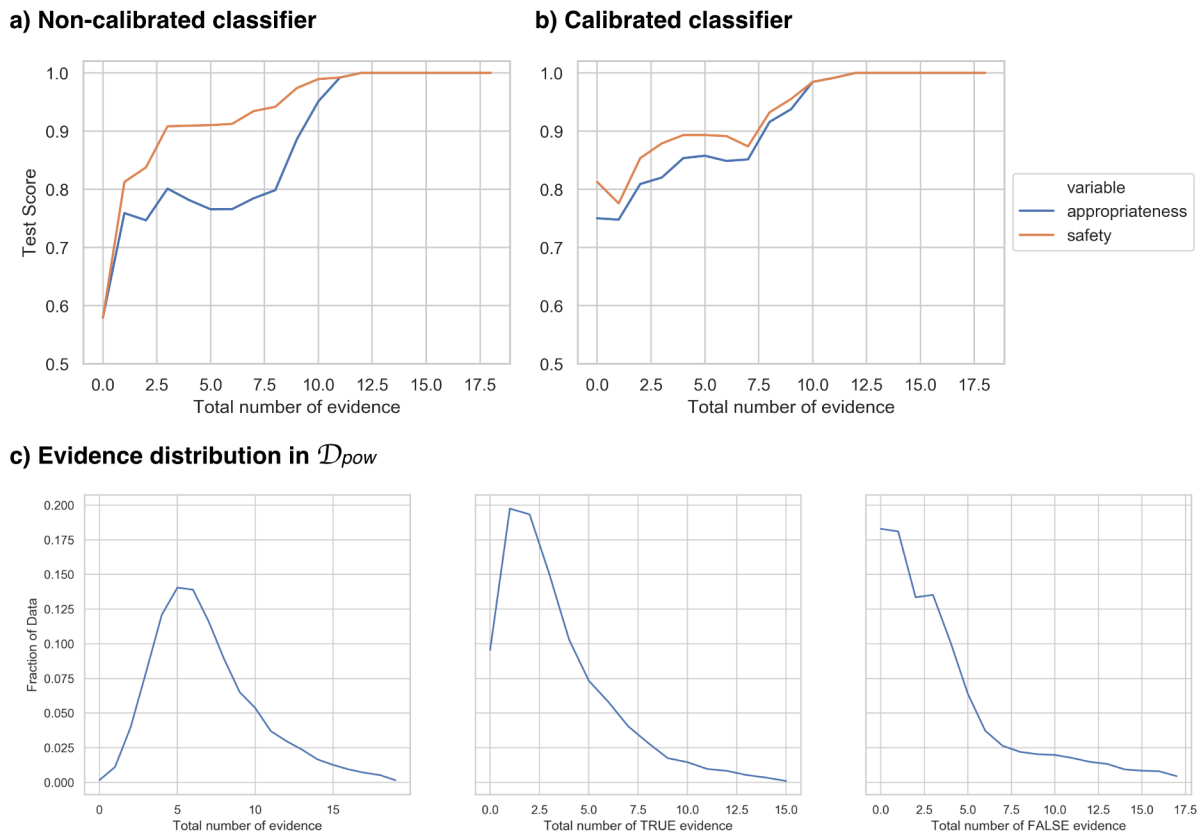 a) Non-calibrated classifier
b) Calibrated classifier
1.0
0.9
0.8
0.7
0.6
0.5
Test Score
0.0 2.5 5.0 7.5 10.0 12.5 15.0 17.5
Total number of evidence
1.0
0.9
0.8
0.7
0.6
0.5
0.0 2.5 5.0 7.5 10.0 12.5 15.0 17.5
Total number of evidence
variable
appropriateness
safety
c) Evidence distribution in 𝒟pow
0.200
0.175
0.150
0.125
0.100
0.075
0.050
0.025
0.000
Fraction of Data
0 5 10 15
Total number of evidence
0.0 2.5 5.0 7.5 10.0 12.5 15.0
Total number of TRUE evidence
0.0 2.5 5.0 7.5 10.0 12.5 15.0 17.5
Total number of FALSE evidence